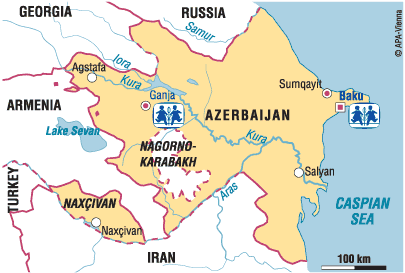 GEORGIA
RUSSIA
© APA-Vienna
Samur
Iora
Kura
Agstafa
Ganja
Sumqayit
Baku
ARMENIA
AZERBAIJAN
Lake Sevan
Kura
NAGORNO-
KARABAKH
Salyan
TURKEY
Aras
NAXÇIVAN
Naxçivan
CASPIAN
SEA
IRAN
100 km